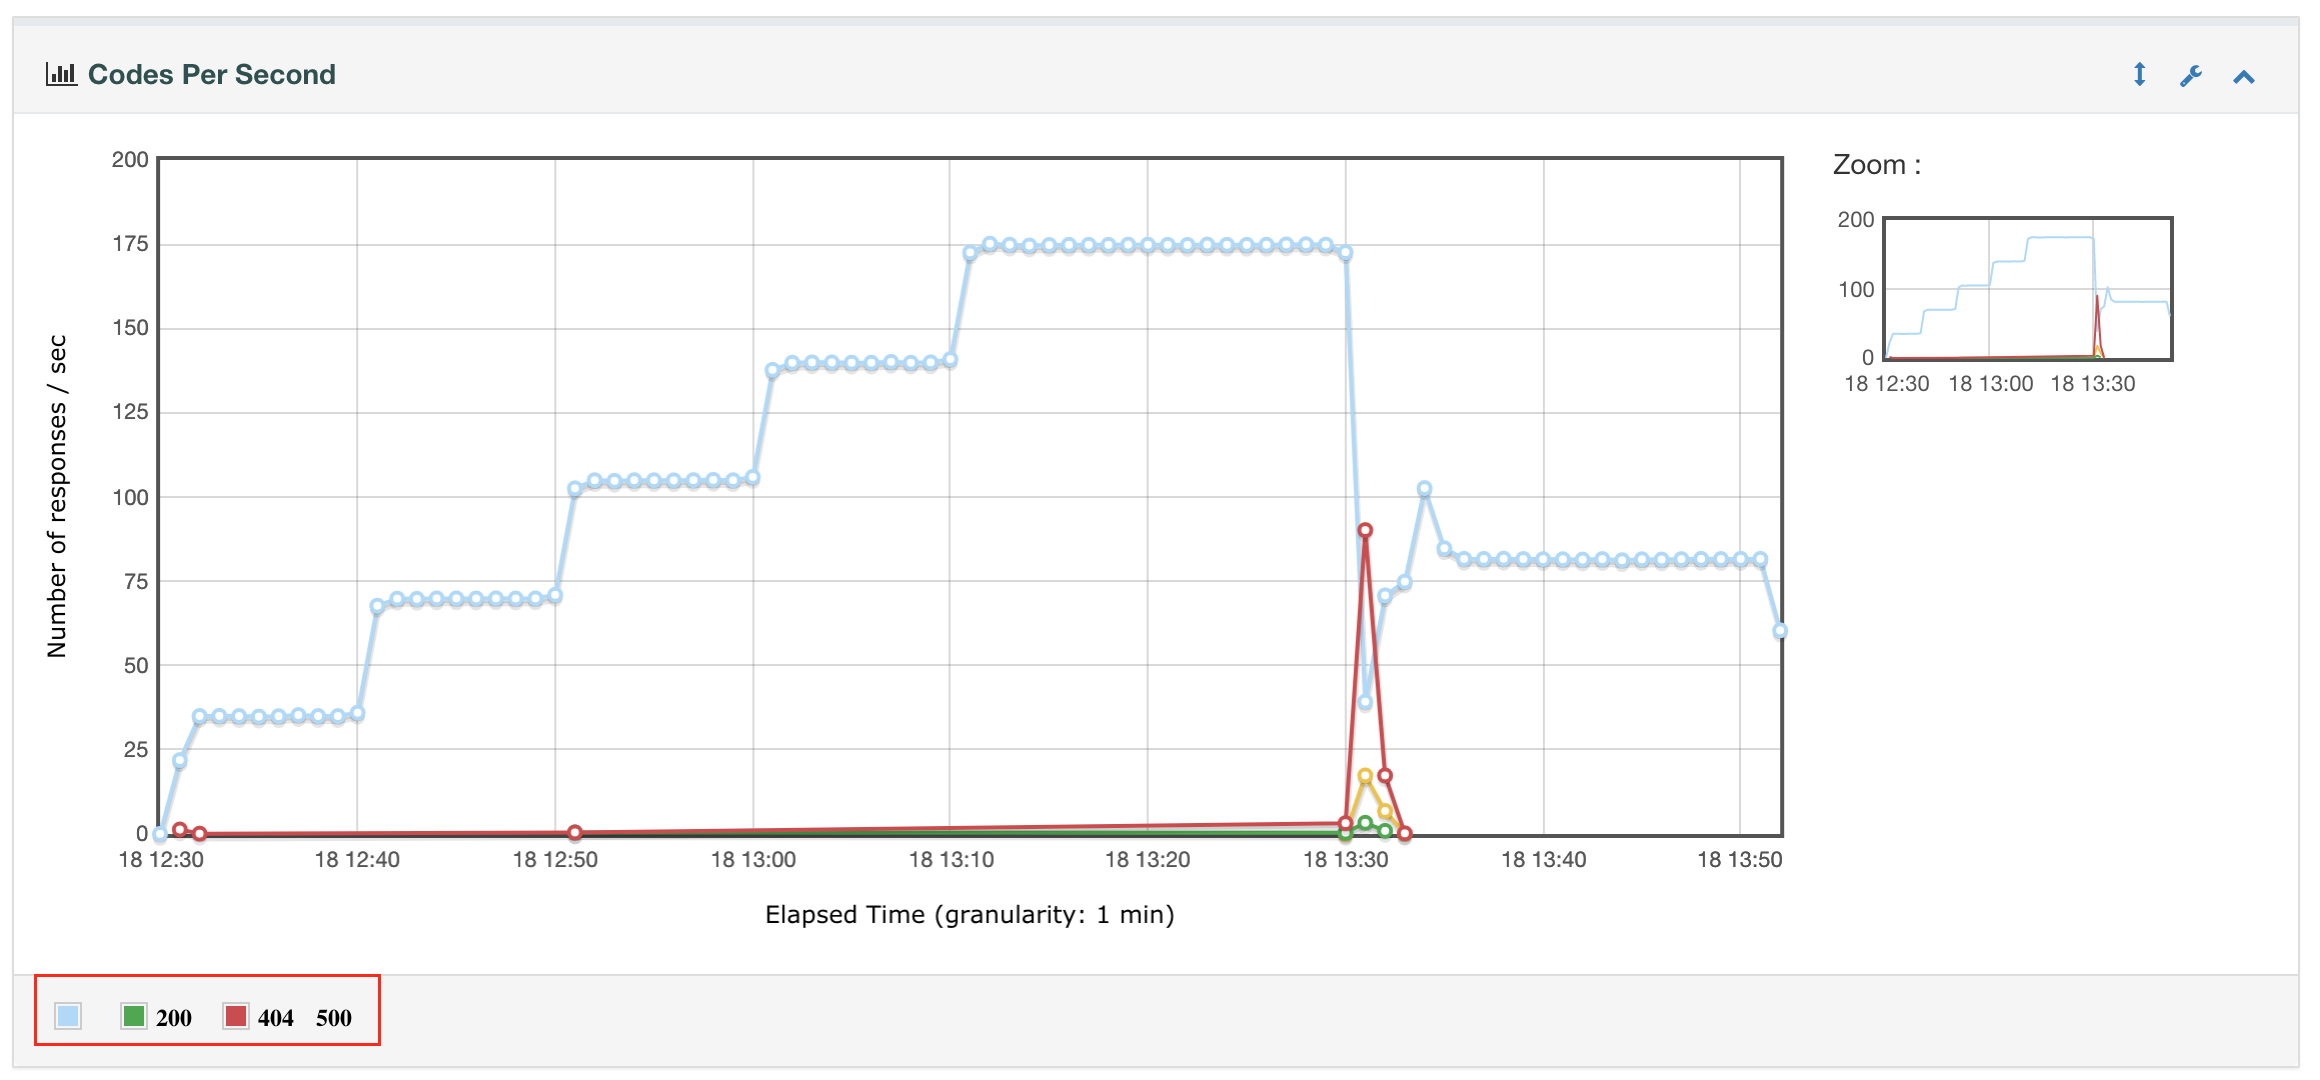 Codes Per Second
Zoom :
200
175
150
125
100
75
50
25
0
Number of responses / sec
18 12:30 18 12:40 18 12:50 18 13:00 18 13:10 18 13:20 18 13:30 18 13:40 18 13:50
Elapsed Time (granularity: 1 min)
200
100
0
18 12:30 18 13:00 18 13:30
200 404 500